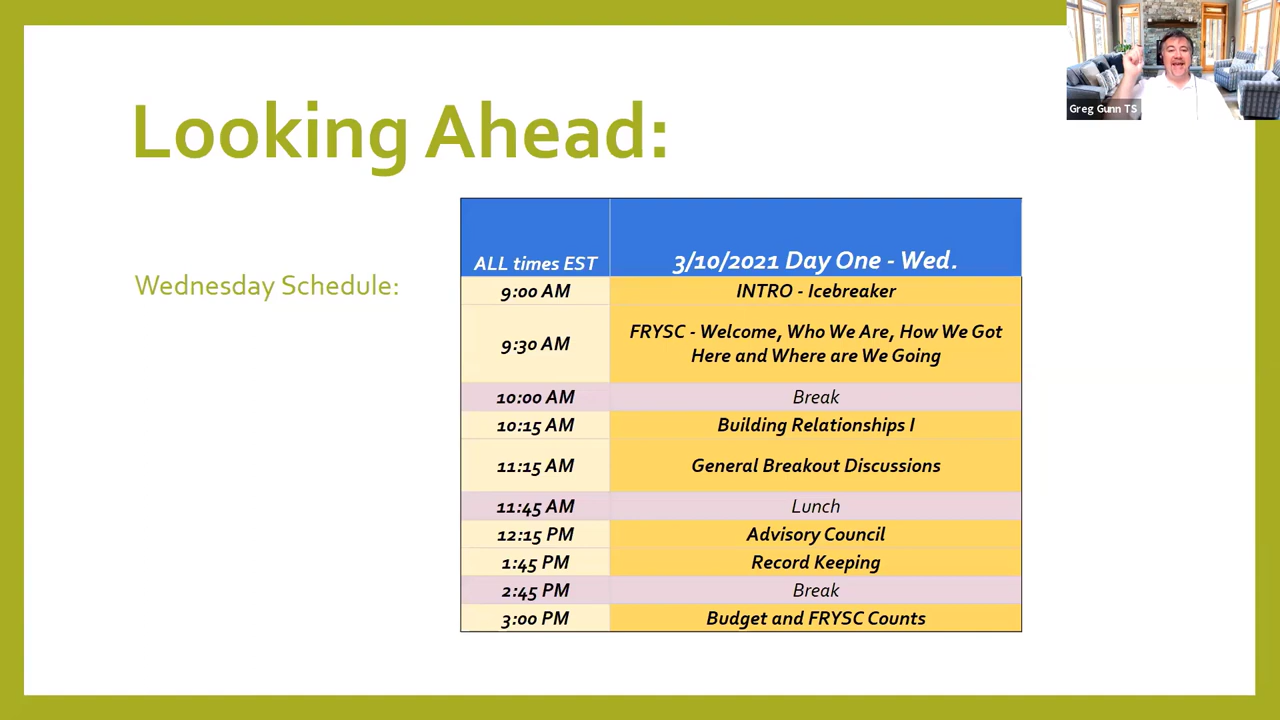 Greg Gunn TS
Looking Ahead:
Wednesday Schedule:
ALL times EST 3/10/2021 Day One - Wed.
9:00 AM INTRO - Icebreaker
9:30 AM FRYSC - Welcome, Who We Are, How We Got
Here and Where are We Going
10:00 AM Break
10:15 AM Building Relationships I
11:15 AM General Breakout Discussions
11:45 AM Lunch
12:15 PM Advisory Council
1:45 PM Record Keeping
2:45 PM Break
3:00 PM Budget and FRYSC Counts